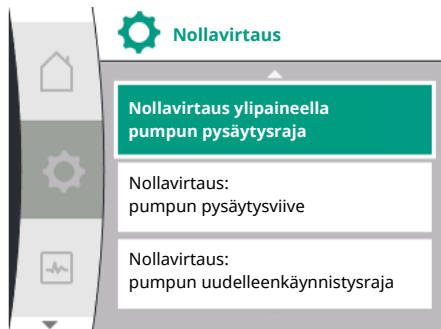 Nollavirtaus
Nollavirtaus ylipaineella
pumpun pysäytysraja
Nollavirtaus:
pumpun pysäytysviive
Nollavirtaus:
pumpun uudelleenkäynnistysraja